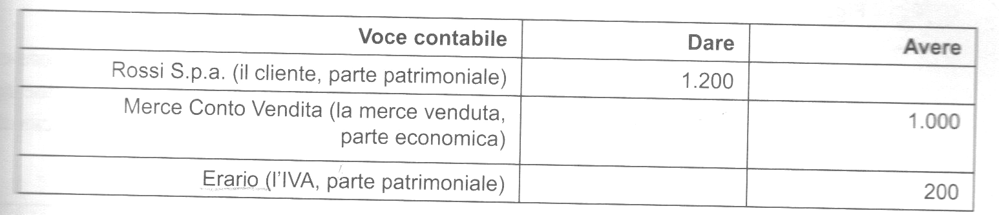 Voce contabile Dare Avere
Rossi S.p.a. (il cliente, parte patrimoniale) 1.200
Merce Conto Vendita (la merce venduta, 1.000
parte economica)
Erario (l'IVA, parte patrimoniale) 200